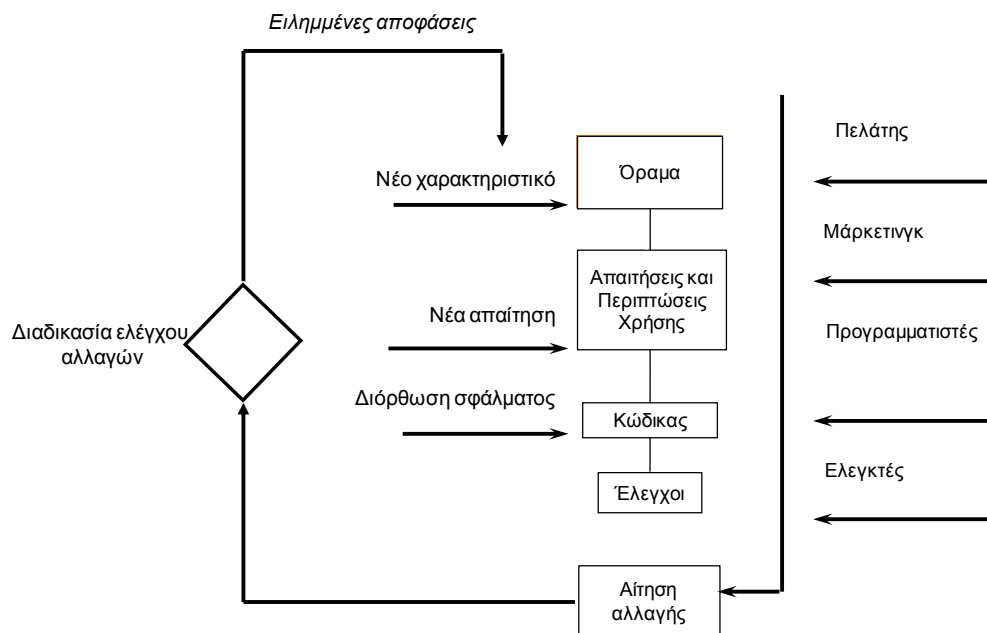 Ειλημμένες αποφάσεις
Πελάτης
Νέο χαρακτηριστικό
Όραμα
Μάρκετινγκ
Απαιτήσεις και
Περιπτώσεις
Χρήσης
Νέα απαίτηση
Προγραμματιστές
Διαδικασία ελέγχου
αλλαγών
Διόρθωση σφάλματος
Κώδικας
Ελεγκτές
Έλεγχοι
Αίτηση
αλλαγής